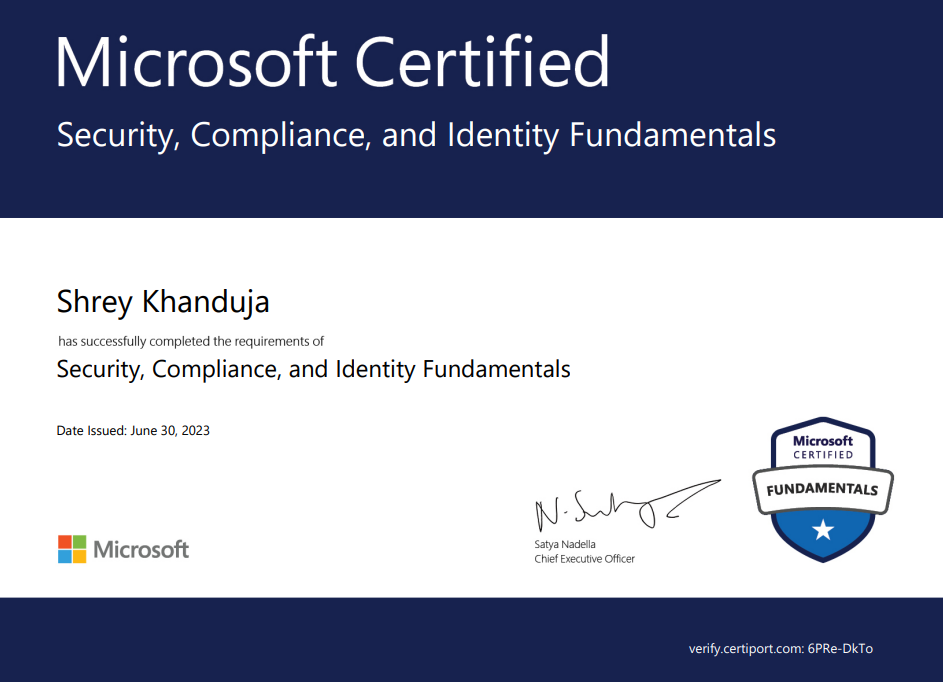 Microsoft Certified
Security, Compliance, and Identity Fundamentals
Shrey Khanduja
has successfully completed the requirements of
Security, Compliance, and Identity Fundamentals
Date Issued: June 30, 2023
Microsoft
CERTIFIED
FUNDAMENTALS
N. Satya
Satya Nadella
Chief Executive Officer
Microsoft
verify.certiport.com: 6PRe-DkTo